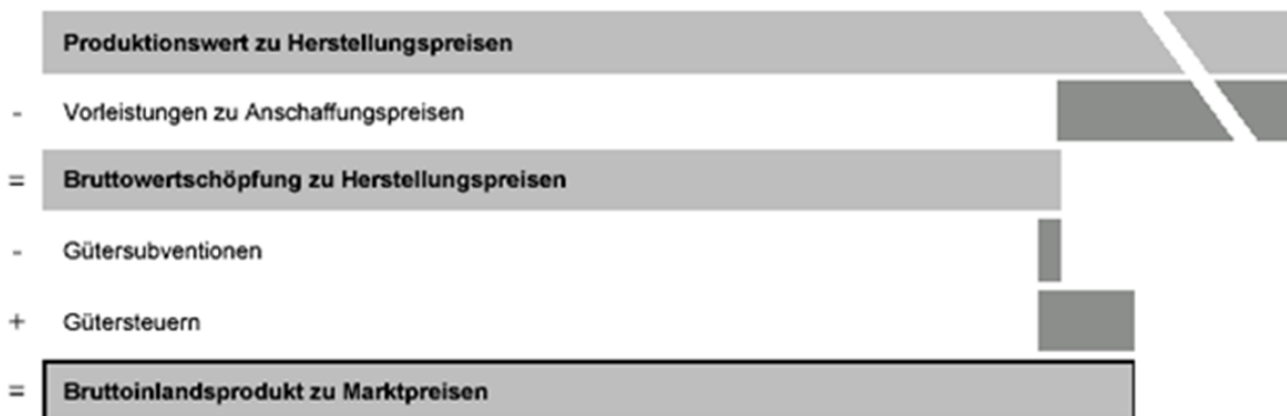 Produktionswert zu Herstellungspreisen
- Vorleistungen zu Anschaffungspreisen
= Bruttowertschöpfung zu Herstellungspreisen
- Gütersubventionen
+ Gütersteuern
= Bruttoinlandsprodukt zu Marktpreisen